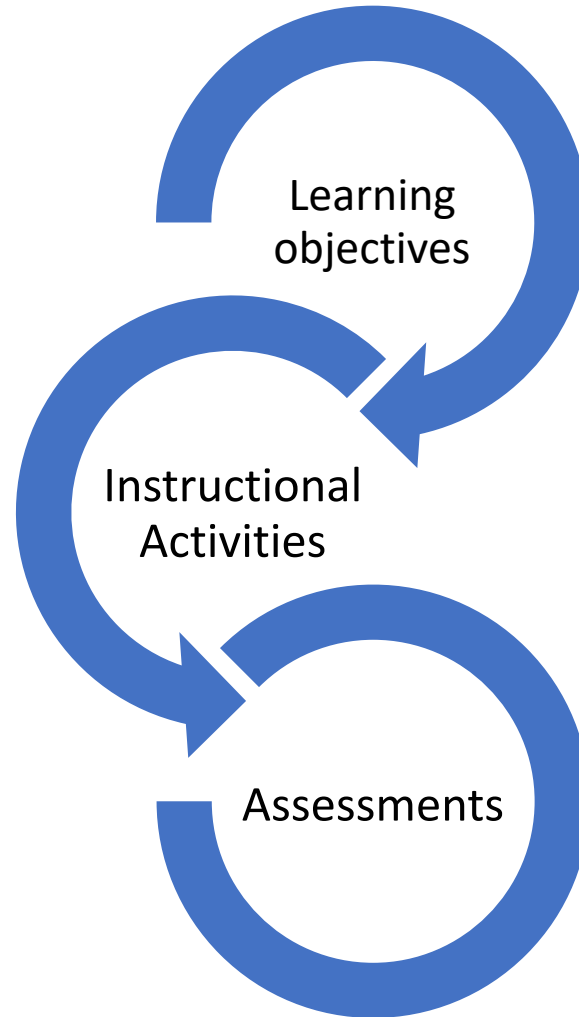 Learning
objectives
Instructional
Activities
Assessments